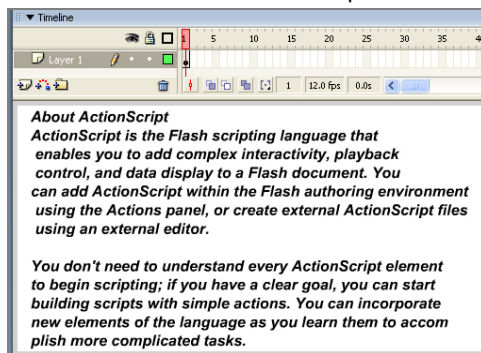 Timeline
1 5 10 15 20 25 30 35
Layer 1
1 12.0 fps 0.0s
About ActionScript
ActionScript is the Flash scripting language that
enables you to add complex interactivity, playback
control, and data display to a Flash document. You
can add ActionScript within the Flash authoring environment
using the Actions panel, or create external ActionScript files
using an external editor.
You don't need to understand every ActionScript element
to begin scripting; if you have a clear goal, you can start
building scripts with simple actions. You can incorporate
new elements of the language as you learn them to accom
plish more complicated tasks.